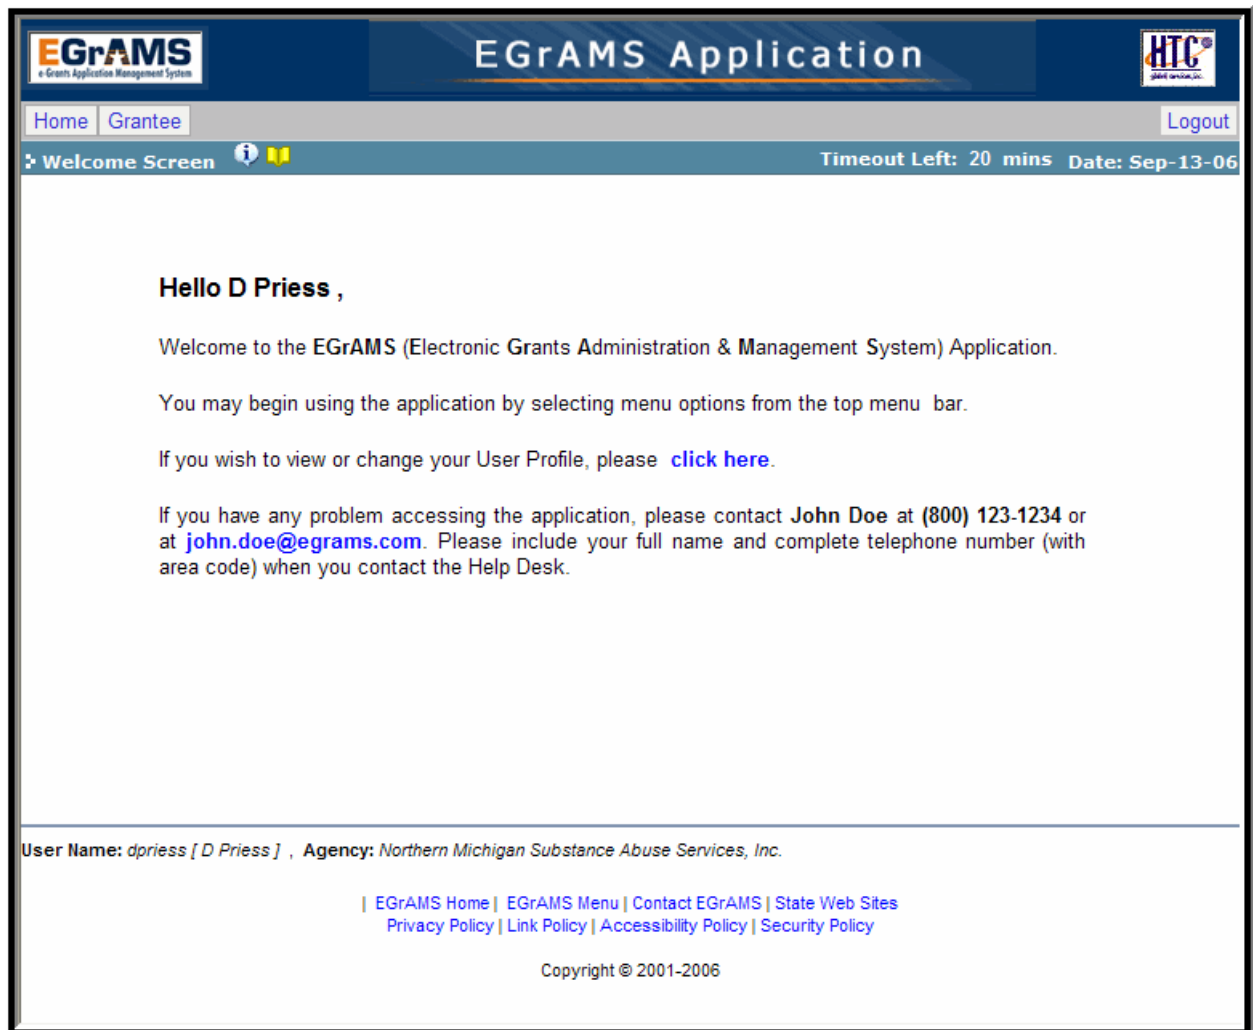 EGrAMS
e-Grants Application Management System
EGrAMS Application
HTC
global services, inc.
Home Grantee Logout
Welcome Screen Timeout Left: 20 mins Date: Sep-13-06
Hello D Priess ,
Welcome to the EGrAMS (Electronic Grants Administration & Management System) Application.
You may begin using the application by selecting menu options from the top menu bar.
If you wish to view or change your User Profile, please click here.
If you have any problem accessing the application, please contact John Doe at (800) 123-1234 or
at john.doe@egrams.com. Please include your full name and complete telephone number (with
area code) when you contact the Help Desk.
User Name: dpriess [ D Priess ] , Agency: Northern Michigan Substance Abuse Services, Inc.
| EGrAMS Home | EGrAMS Menu | Contact EGrAMS | State Web Sites
Privacy Policy | Link Policy | Accessibility Policy | Security Policy
Copyright © 2001-2006